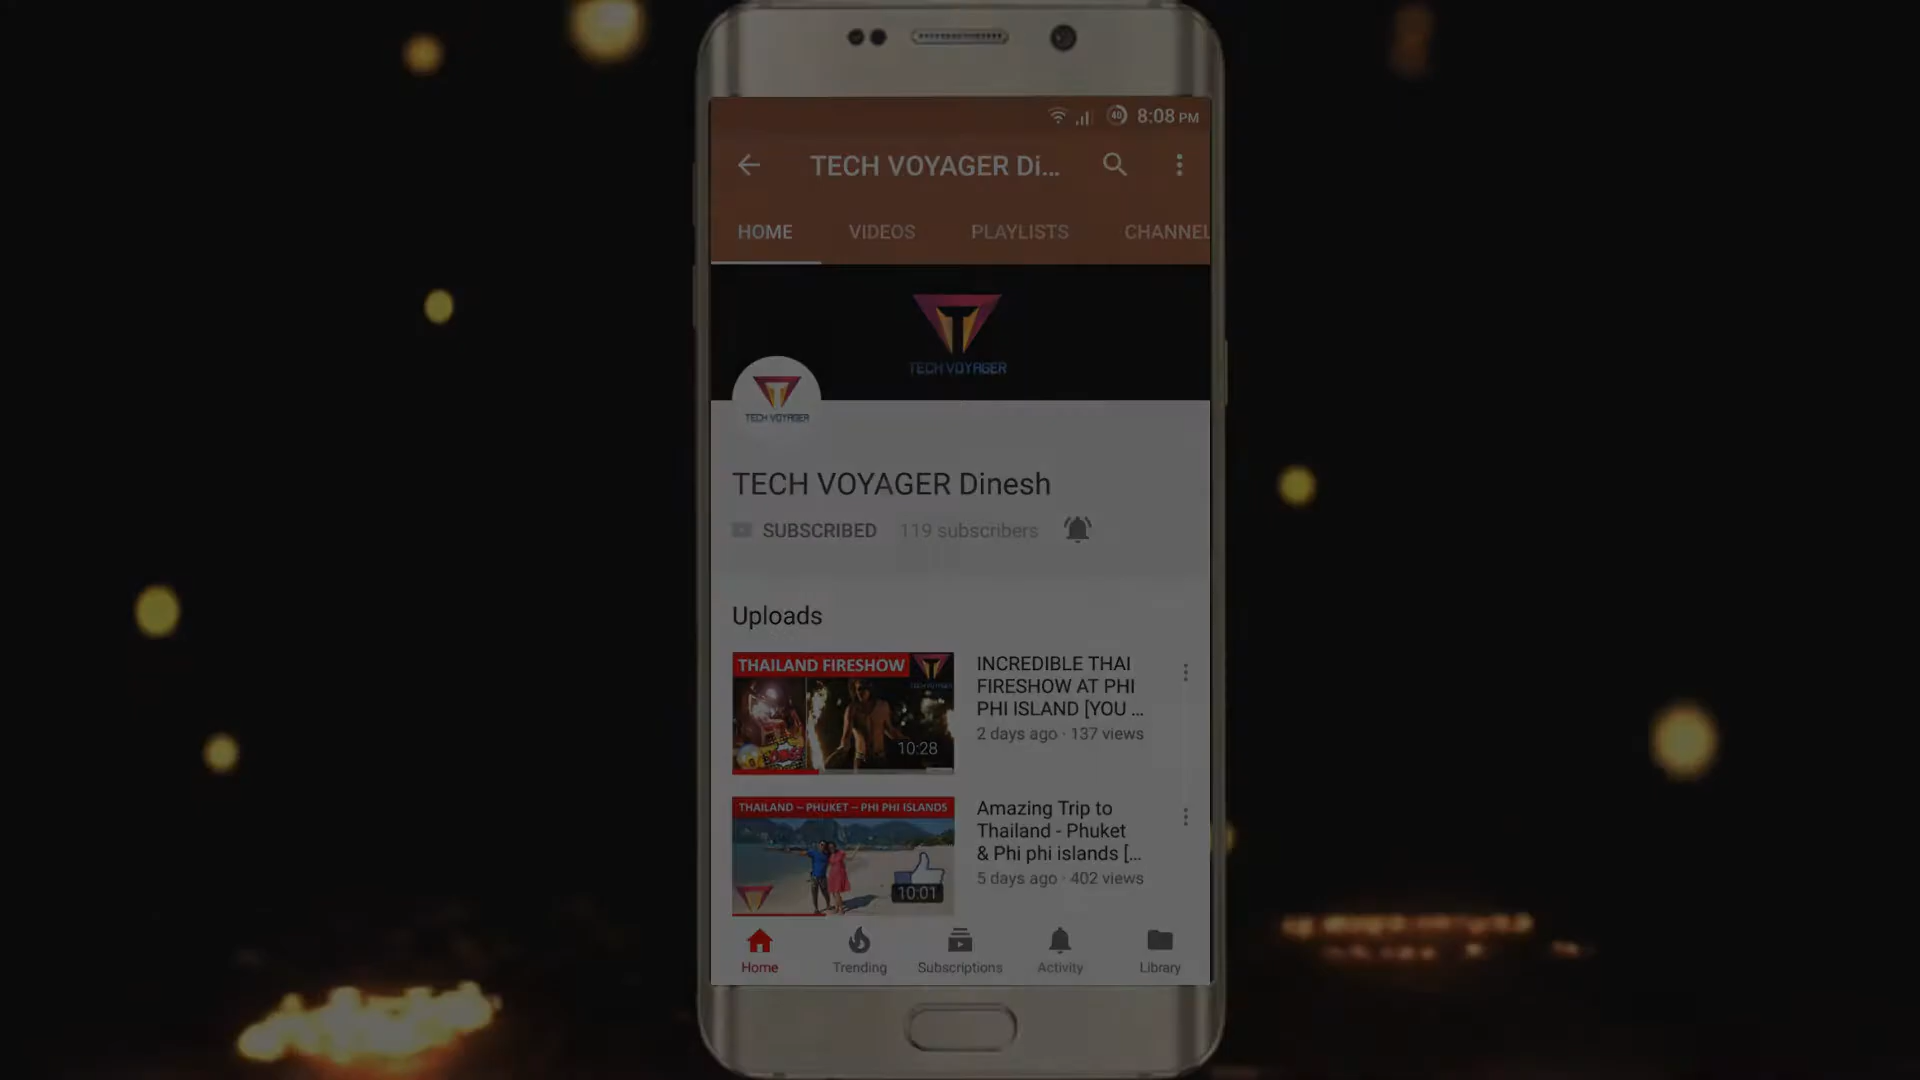 40 8:08 PM
TECH VOYAGER Di...
HOME VIDEOS PLAYLISTS CHANNEL
TECH VOYAGER
TECH VOYAGER
TECH VOYAGER Dinesh
SUBSCRIBED 119 subscribers
Uploads
THAILAND FIRESHOW
10:28
INCREDIBLE THAI
FIRESHOW AT PHI
PHI ISLAND [YOU ...
2 days ago · 137 views
THAILAND – PHUKET – PHI PHI ISLANDS
10:01
Amazing Trip to
Thailand - Phuket
& Phi phi islands [...
5 days ago · 402 views
Home Trending Subscriptions Activity Library